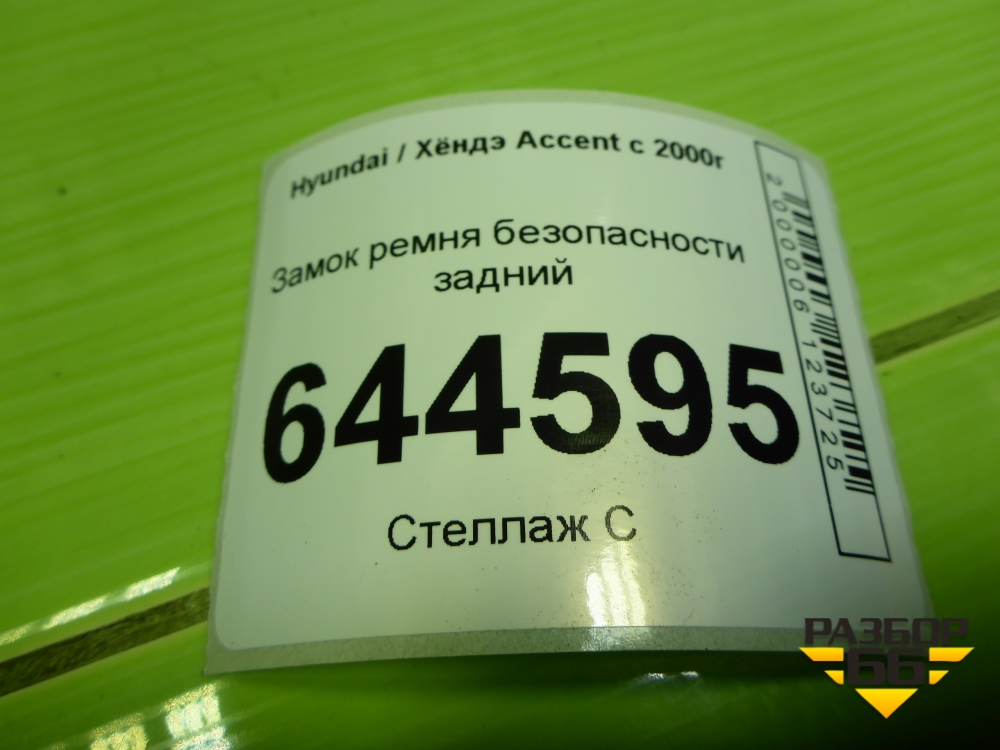 Hyundai / Хёндэ Accent с 2000г
Замок ремня безопасности
задний
644595
Стеллаж С
2000006123725
РАЗБОР
66